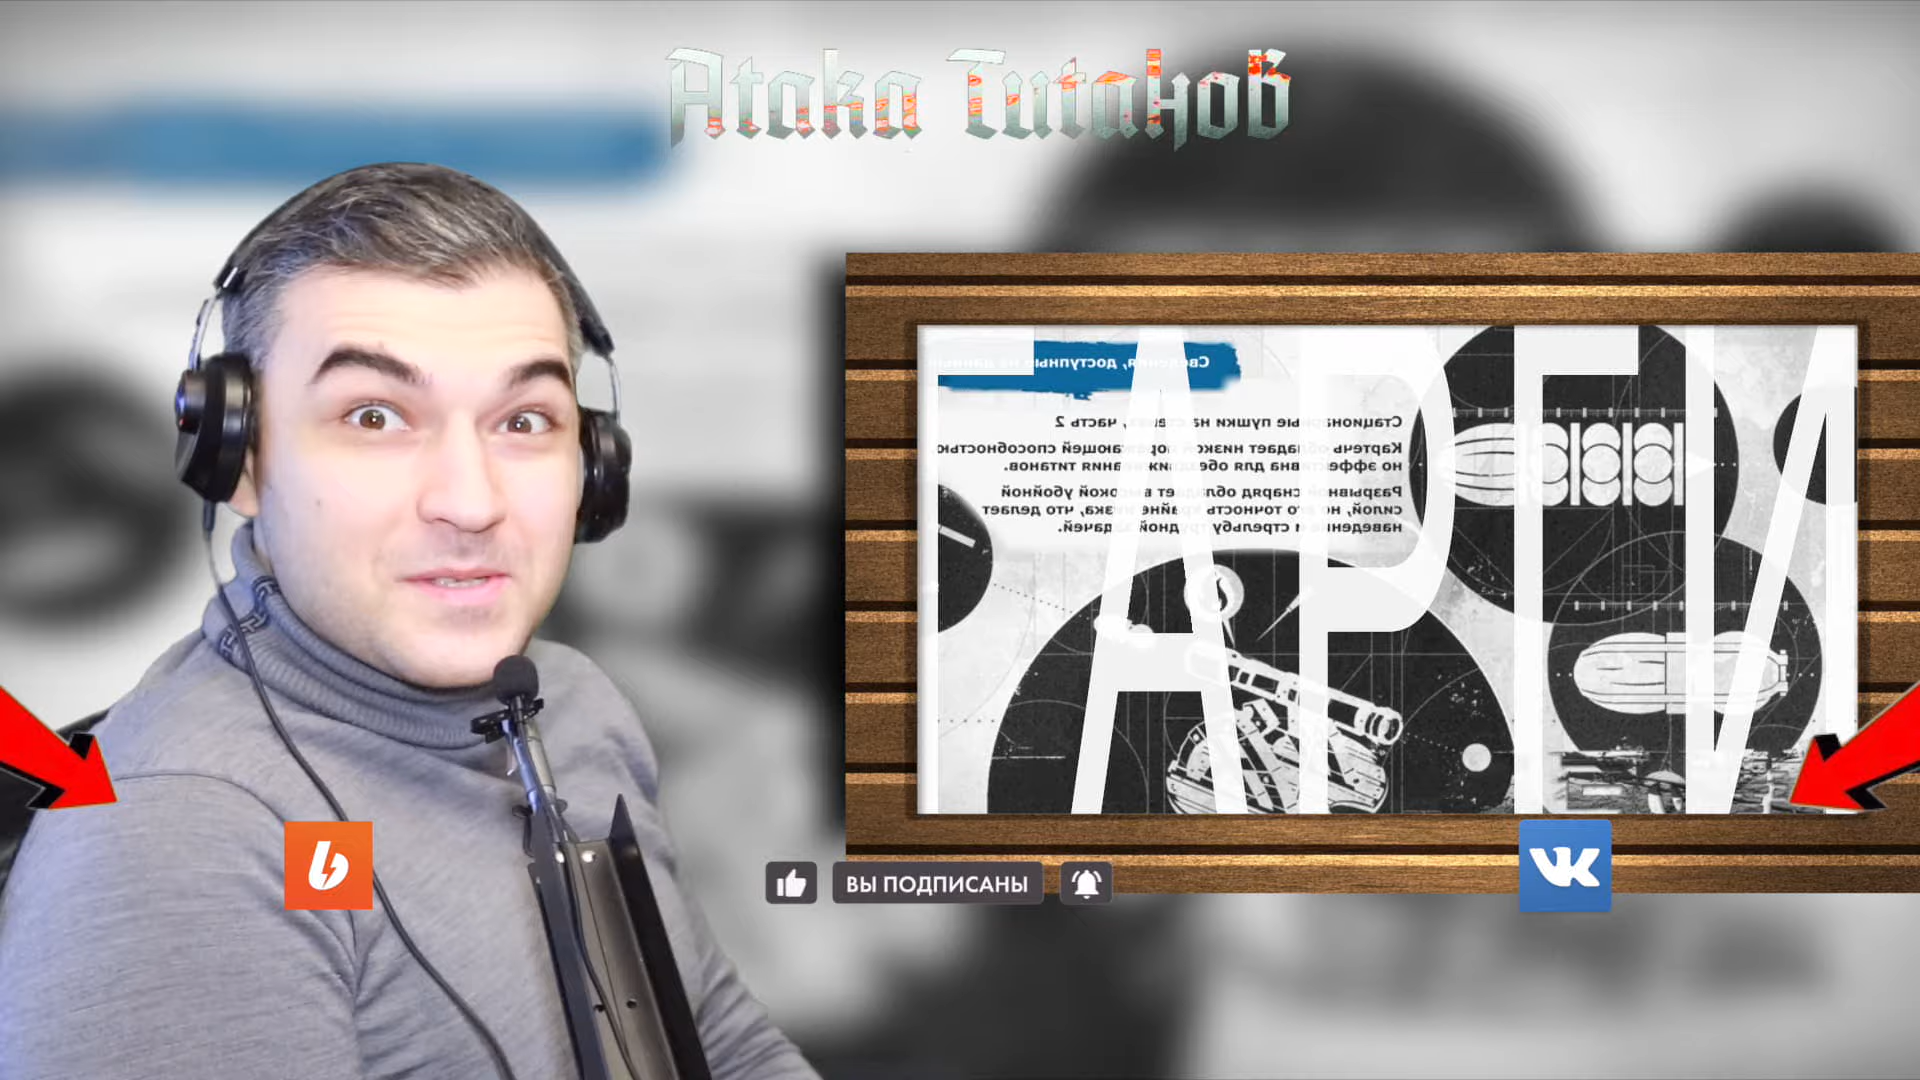 Атака Титанов
Сведения, доступные на данный
Стационарные пушки на стенах, часть 2
Картечь обладает низкой поражающей способностью,
но эффективна для обездвиживания титанов.
Разрывной снаряд обладает высокой убойной
силой, но его точность крайне низка, что делает
наведение и стрельбу трудной задачей.
АРГИ
ВЫ ПОДПИСАНЫ